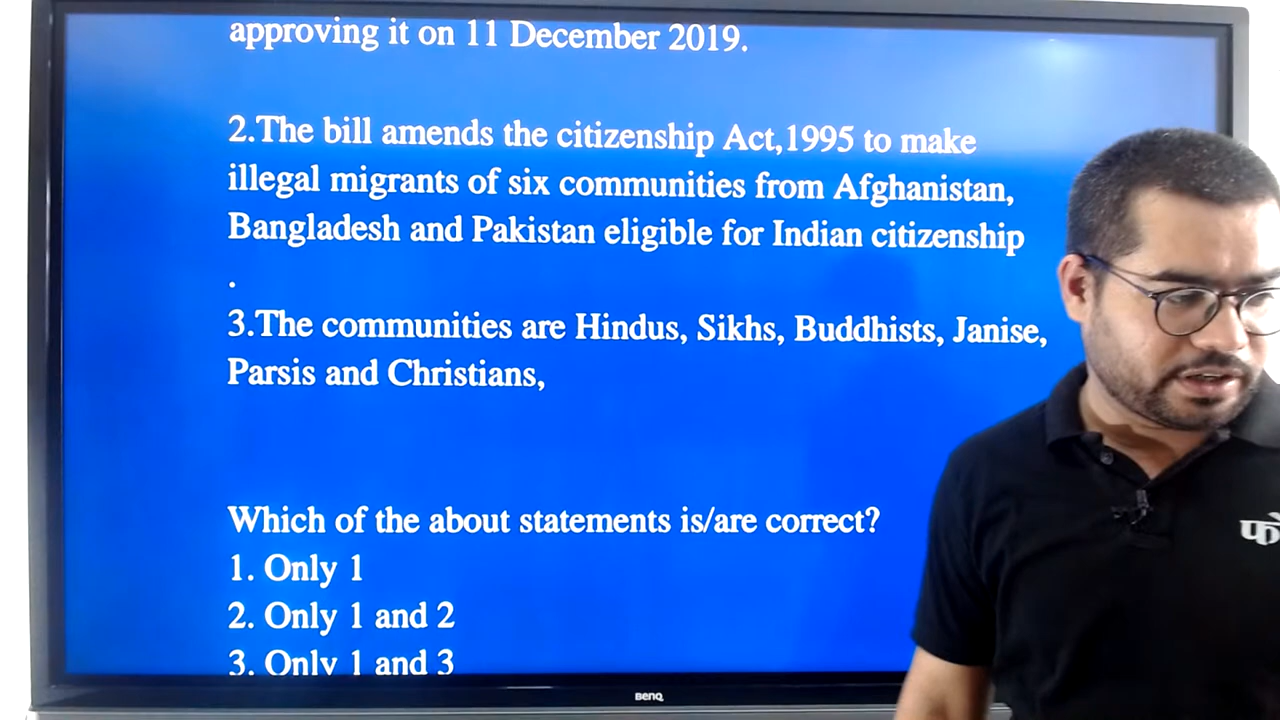 approving it on 11 December 2019.
2.The bill amends the citizenship Act,1995 to make
illegal migrants of six communities from Afghanistan,
Bangladesh and Pakistan eligible for Indian citizenship
.
3.The communities are Hindus, Sikhs, Buddhists, Janise,
Parsis and Christians,
Which of the about statements is/are correct?
1. Only 1
2. Only 1 and 2
3. Only 1 and 3
BenQ